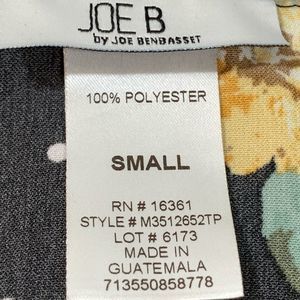 JOE B
by JOE BENBASSET
100% POLYESTER
SMALL
RN # 16361
STYLE # M3512652TP
LOT # 6173
MADE IN
GUATEMALA
713550858778